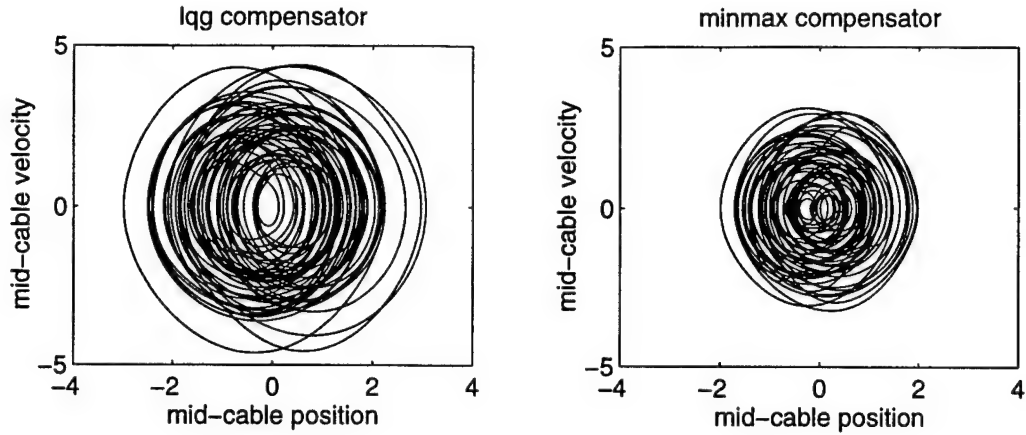 lqg compensator
5
0
−5
mid−cable velocity
−4
−2
0
2
4
mid−cable position
minmax compensator
5
0
−5
mid−cable velocity
−4
−2
0
2
4
mid−cable position